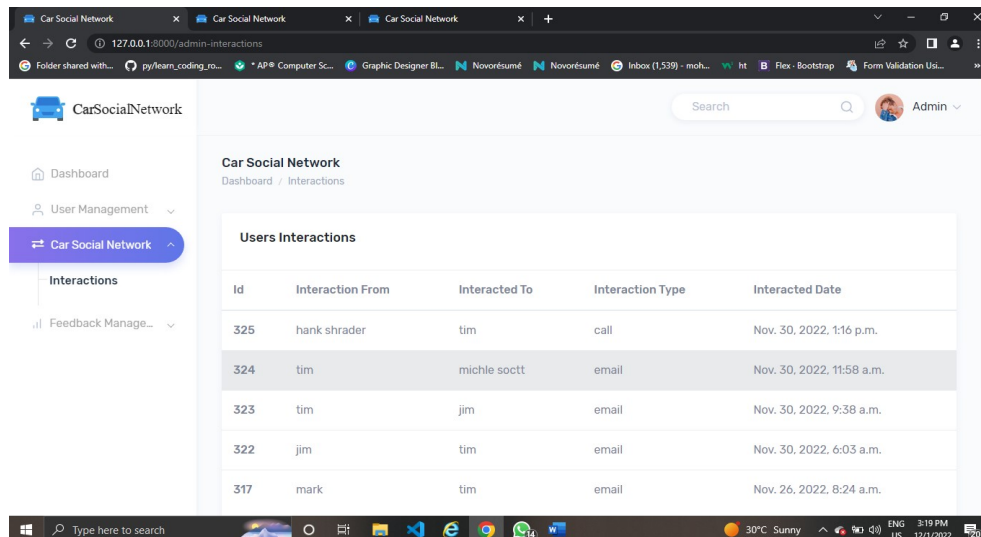 Car Social Network Car Social Network Car Social Network
127.0.0.1:8000/admin-interactions
Folder shared with... py/learn_coding_ro... * AP® Computer Sc... Graphic Designer BI... Novorésumé Novorésumé Inbox (1,539) - moh... ht Flex · Bootstrap Form Validation Usi... »
CarSocialNetwork Search Admin
Car Social Network
Dashboard / Interactions
Dashboard
User Management
Car Social Network
Interactions
Feedback Manage...
Users Interactions
Id Interaction From Interacted To Interaction Type Interacted Date
325 hank shrader tim call Nov. 30, 2022, 1:16 p.m.
324 tim michle soctt email Nov. 30, 2022, 11:58 a.m.
323 tim jim email Nov. 30, 2022, 9:38 a.m.
322 jim tim email Nov. 30, 2022, 6:03 a.m.
317 mark tim email Nov. 26, 2022, 8:24 a.m.
Type here to search 30°C Sunny ENG 3:19 PM
US 12/1/2022